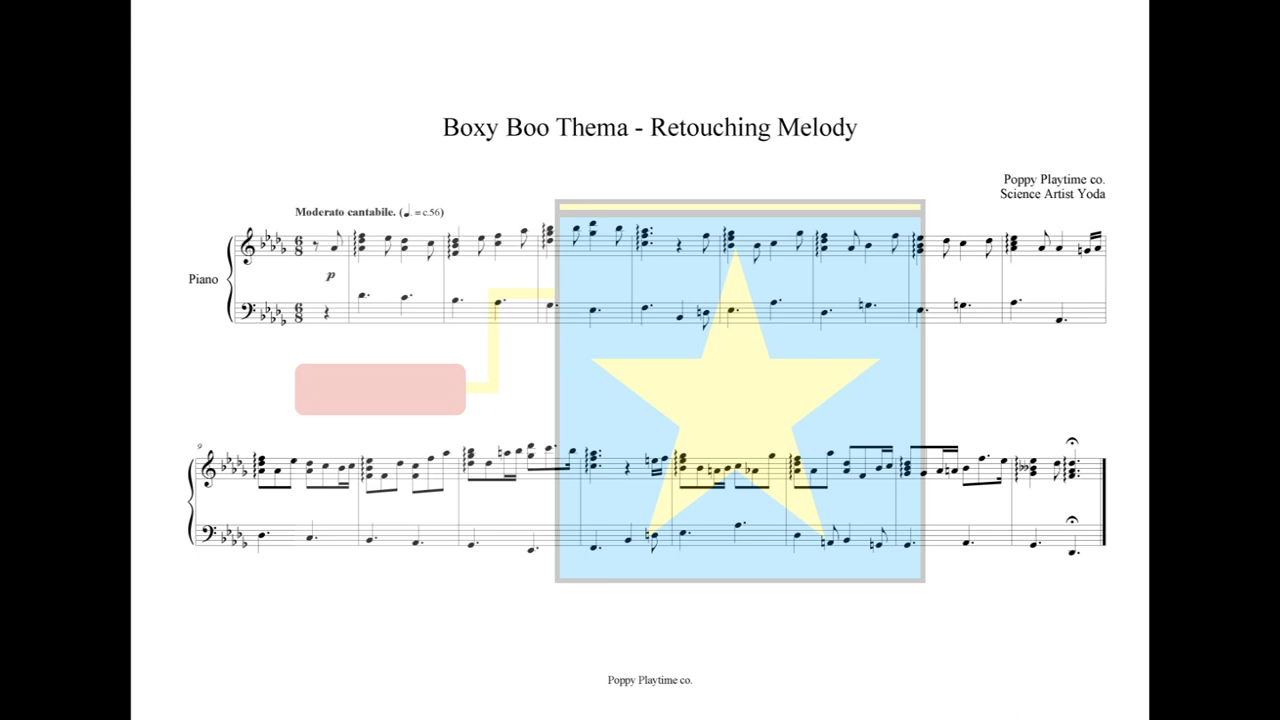 Boxy Boo Thema - Retouching Melody
Poppy Playtime co.
Science Artist Yoda
Moderato cantabile. (♩. = c.56)
p
Piano
9
Poppy Playtime co.